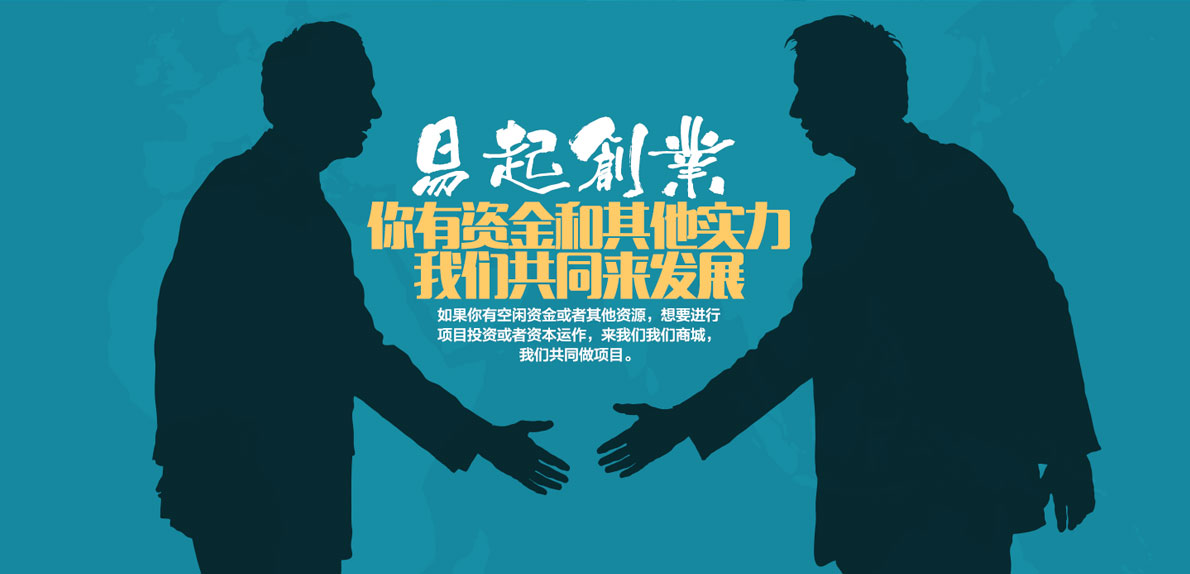 易起創業
你有资金和其他实力
我们共同来发展
如果你有空闲资金或者其他资源，想要进行
项目投资或者资本运作，来我们我们商城，
我们共同做项目。